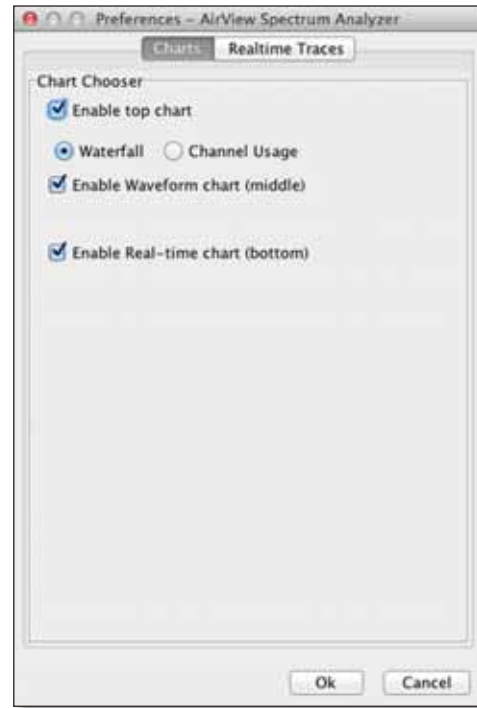 Preferences – AirView Spectrum Analyzer
Charts Realtime Traces
Chart Chooser
Enable top chart
Waterfall Channel Usage
Enable Waveform chart (middle)
Enable Real-time chart (bottom)
Ok Cancel